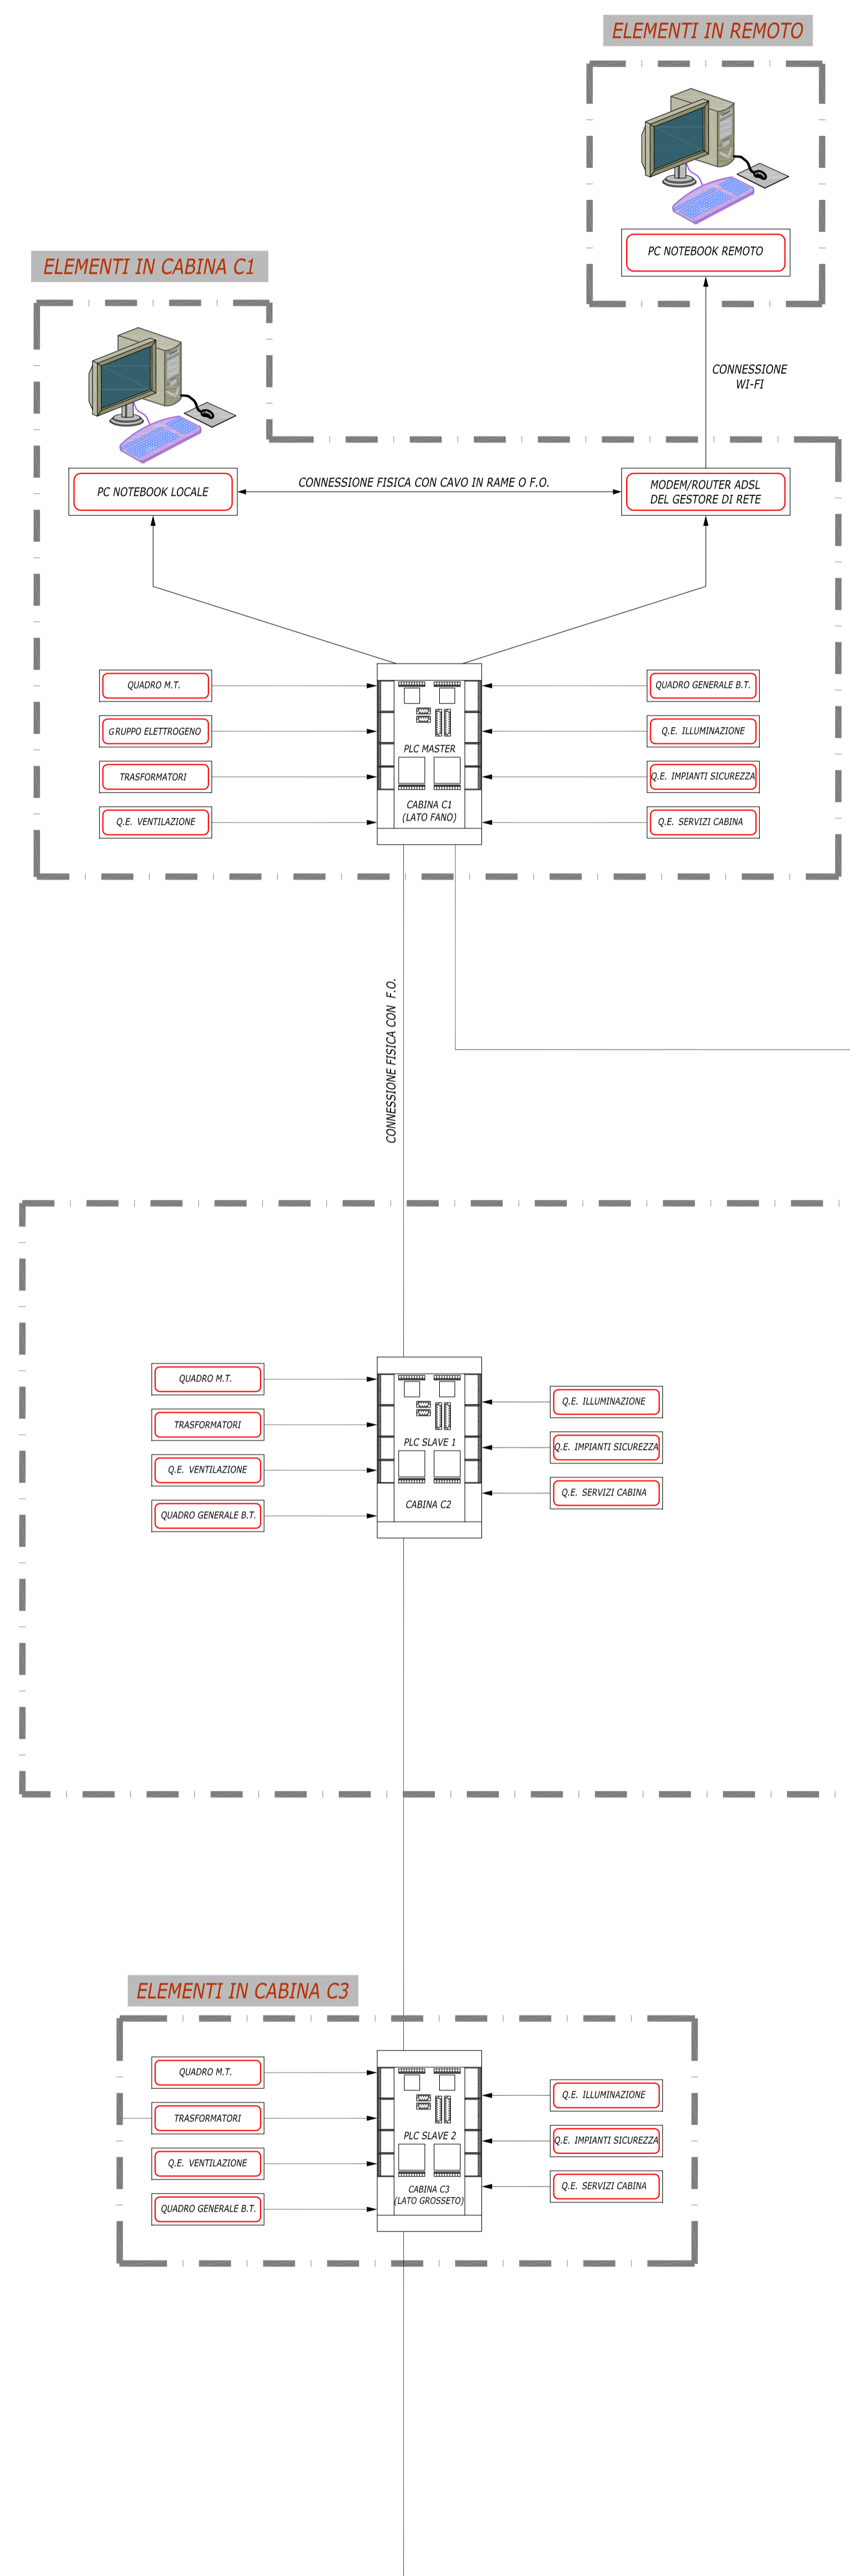 ELEMENTI IN REMOTO
PC NOTEBOOK REMOTO
ELEMENTI IN CABINA C1
CONNESSIONE
WI-FI
PC NOTEBOOK LOCALE
CONNESSIONE FISICA CON CAVO IN RAME O F.O.
MODEM/ROUTER ADSL
DEL GESTORE DI RETE
QUADRO M.T.
GRUPPO ELETTROGENO
TRASFORMATORI
Q.E. VENTILAZIONE
PLC MASTER
CABINA C1
(LATO FANO)
QUADRO GENERALE B.T.
Q.E. ILLUMINAZIONE
Q.E. IMPIANTI SICUREZZA
Q.E. SERVIZI CABINA
CONNESSIONE FISICA CON F.O.
QUADRO M.T.
TRASFORMATORI
Q.E. VENTILAZIONE
QUADRO GENERALE B.T.
PLC SLAVE 1
CABINA C2
Q.E. ILLUMINAZIONE
Q.E. IMPIANTI SICUREZZA
Q.E. SERVIZI CABINA
ELEMENTI IN CABINA C3
QUADRO M.T.
TRASFORMATORI
Q.E. VENTILAZIONE
QUADRO GENERALE B.T.
PLC SLAVE 2
CABINA C3
(LATO GROSSETO)
Q.E. ILLUMINAZIONE
Q.E. IMPIANTI SICUREZZA
Q.E. SERVIZI CABINA